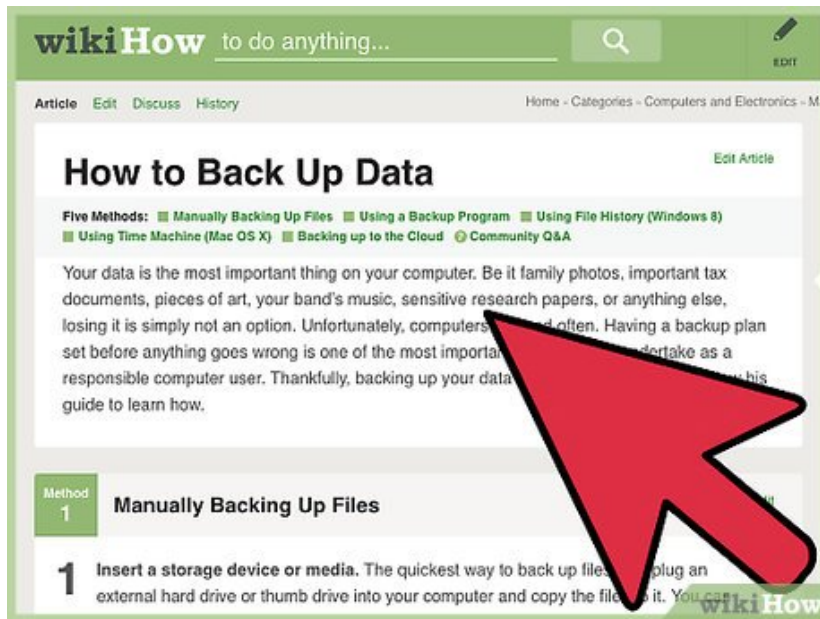 wikiHow to do anything...
EDIT
Article Edit Discuss History
Home - Categories - Computers and Electronics - M
How to Back Up Data
Edit Article
Five Methods: Manually Backing Up Files Using a Backup Program Using File History (Windows 8)
Using Time Machine (Mac OS X) Backing up to the Cloud Community Q&A
Your data is the most important thing on your computer. Be it family photos, important tax
documents, pieces of art, your band's music, sensitive research papers, or anything else,
losing it is simply not an option. Unfortunately, computers often. Having a backup plan
set before anything goes wrong is one of the most as a
responsible computer user. Thankfully, backing up your data his
guide to learn how.
Method
1
Manually Backing Up Files
1 Insert a storage device or media. The quickest way to back up files plug an
external hard drive or thumb drive into your computer and copy the it. You can
wikiHow